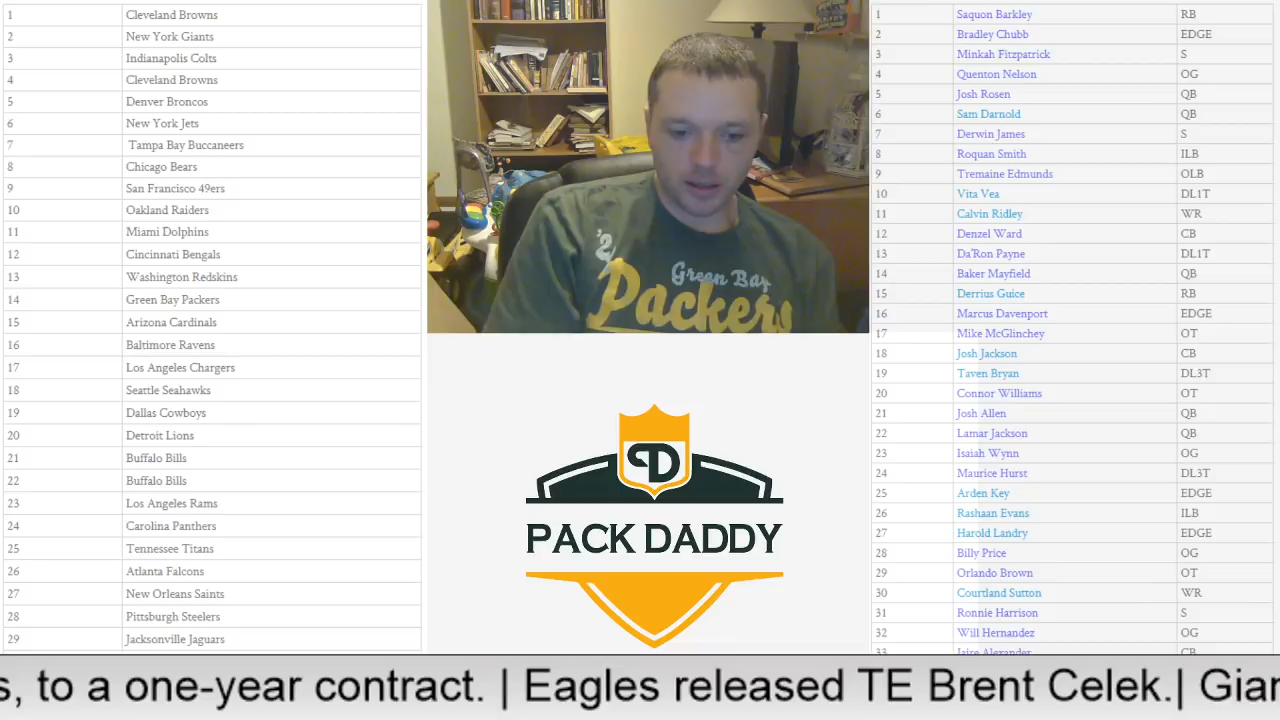 1 Cleveland Browns
2 New York Giants
3 Indianapolis Colts
4 Cleveland Browns
5 Denver Broncos
6 New York Jets
7 Tampa Bay Buccaneers
8 Chicago Bears
9 San Francisco 49ers
10 Oakland Raiders
11 Miami Dolphins
12 Cincinnati Bengals
13 Washington Redskins
14 Green Bay Packers
15 Arizona Cardinals
16 Baltimore Ravens
17 Los Angeles Chargers
18 Seattle Seahawks
19 Dallas Cowboys
20 Detroit Lions
21 Buffalo Bills
22 Buffalo Bills
23 Los Angeles Rams
24 Carolina Panthers
25 Tennessee Titans
26 Atlanta Falcons
27 New Orleans Saints
28 Pittsburgh Steelers
29 Jacksonville Jaguars
Green Bay
Packers
PD
PACK DADDY
1 Saquon Barkley RB
2 Bradley Chubb EDGE
3 Minkah Fitzpatrick S
4 Quenton Nelson OG
5 Josh Rosen QB
6 Sam Darnold QB
7 Derwin James S
8 Roquan Smith ILB
9 Tremaine Edmunds OLB
10 Vita Vea DL1T
11 Calvin Ridley WR
12 Denzel Ward CB
13 Da'Ron Payne DL1T
14 Baker Mayfield QB
15 Derrius Guice RB
16 Marcus Davenport EDGE
17 Mike McGlinchey OT
18 Josh Jackson CB
19 Taven Bryan DL3T
20 Connor Williams OT
21 Josh Allen QB
22 Lamar Jackson QB
23 Isaiah Wynn OG
24 Maurice Hurst DL3T
25 Arden Key EDGE
26 Rashaan Evans ILB
27 Harold Landry EDGE
28 Billy Price OG
29 Orlando Brown OT
30 Courtland Sutton WR
31 Ronnie Harrison S
32 Will Hernandez OG
33 Jaire Alexander CB
s, to a one-year contract. | Eagles released TE Brent Celek.| Gian